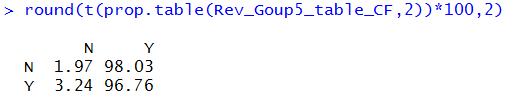 > round(t(prop.table(Rev_Goup5_table_CF,2))*100,2)
N Y
N 1.97 98.03
Y 3.24 96.76